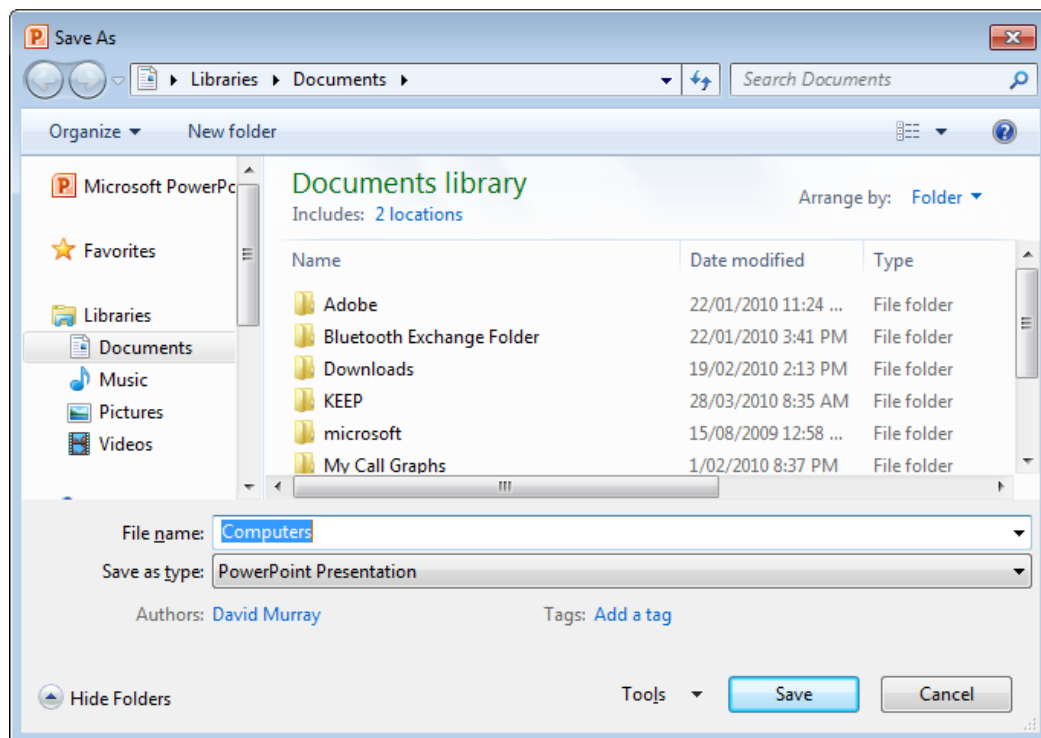 Save As
Libraries Documents Search Documents
Organize New folder
Microsoft PowerPc
Favorites
Libraries
Documents
Music
Pictures
Videos
Documents library
Includes: 2 locations
Arrange by: Folder
Name Date modified Type
Adobe 22/01/2010 11:24 ... File folder
Bluetooth Exchange Folder 22/01/2010 3:41 PM File folder
Downloads 19/02/2010 2:13 PM File folder
KEEP 28/03/2010 8:35 AM File folder
microsoft 15/08/2009 12:58 ... File folder
My Call Graphs 1/02/2010 8:37 PM File folder
File name: Computers
Save as type: PowerPoint Presentation
Authors: David Murray Tags: Add a tag
Hide Folders Tools Save Cancel